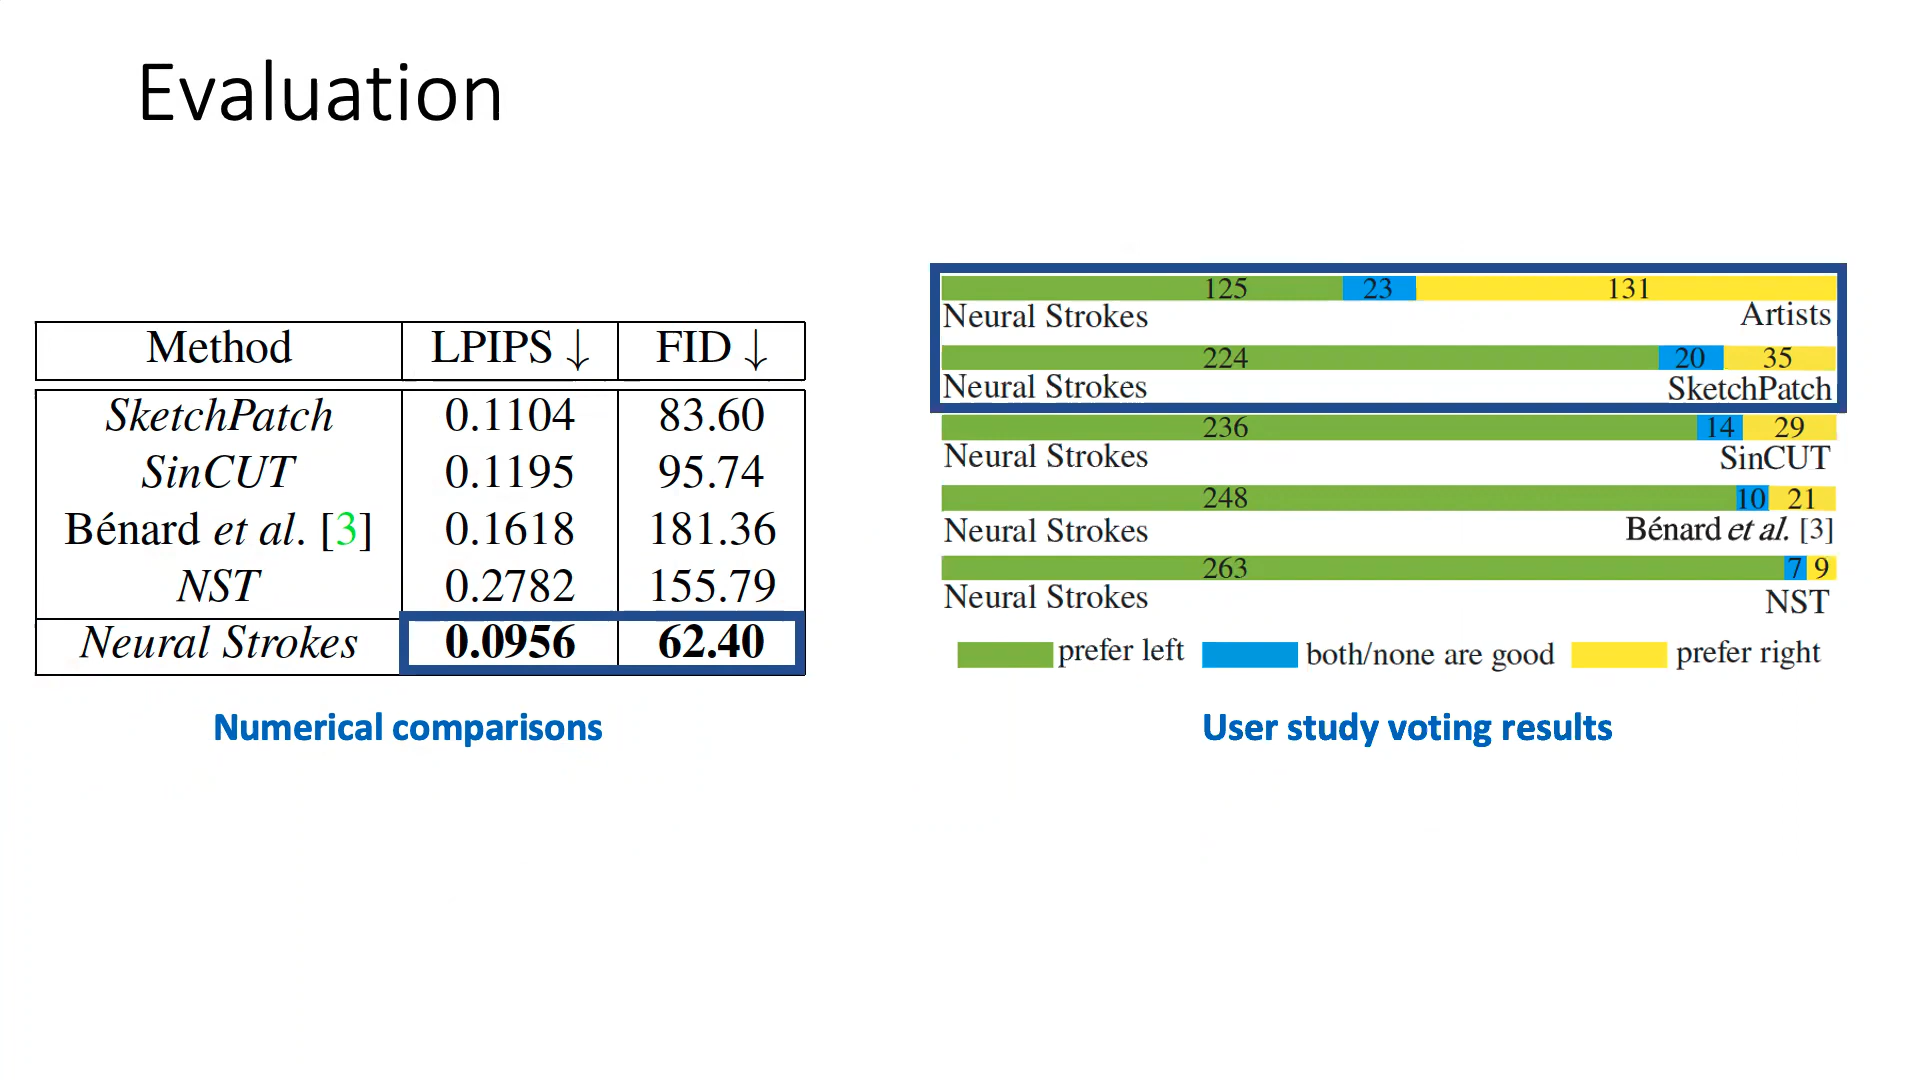 Evaluation
Method LPIPS ↓ FID ↓
SketchPatch 0.1104 83.60
SinCUT 0.1195 95.74
Bénard et al. [3] 0.1618 181.36
NST 0.2782 155.79
Neural Strokes 0.0956 62.40
Numerical comparisons
125 23 131
Neural Strokes Artists
224 20 35
Neural Strokes SketchPatch
236 14 29
Neural Strokes SinCUT
248 10 21
Neural Strokes Bénard et al. [3]
263 7 9
Neural Strokes NST
prefer left both/none are good prefer right
User study voting results